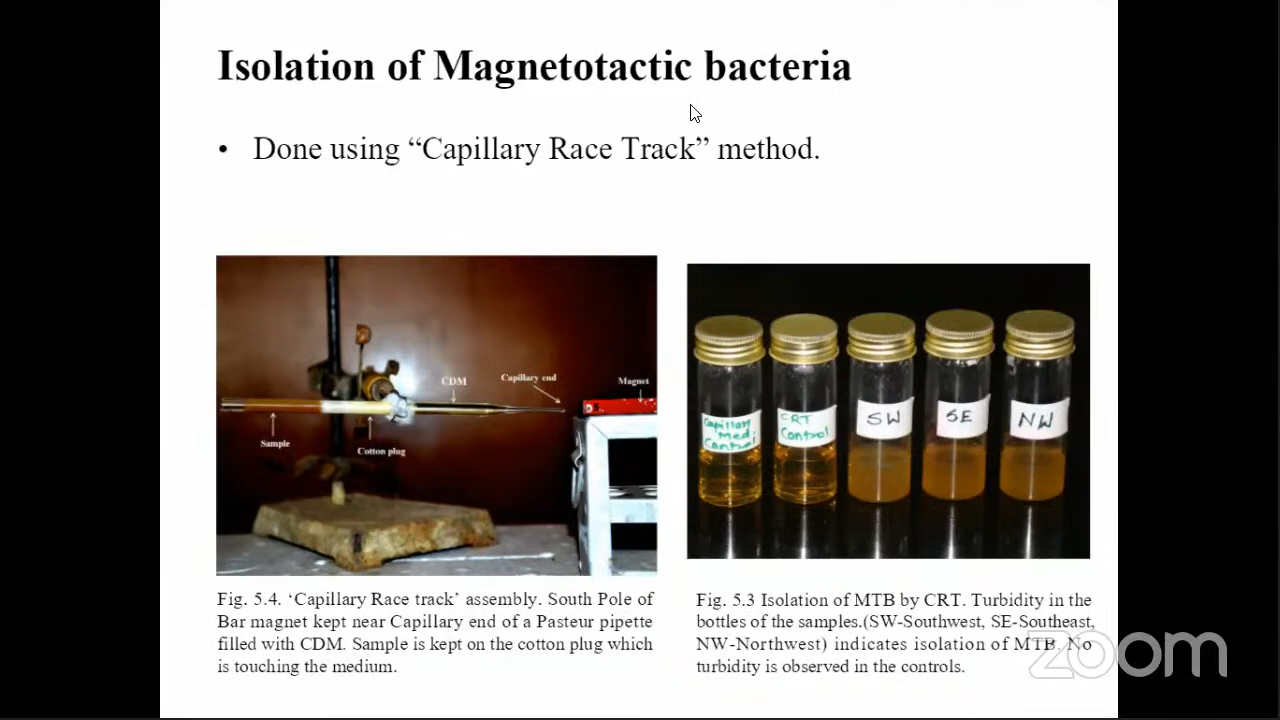 Isolation of Magnetotactic bacteria
• Done using “Capillary Race Track” method.
CDM
Capillary end
Magnet
Sample
Cotton plug
Capillary
Med.
Control
CRT
Control
SW
SE
NW
Fig. 5.4. ‘Capillary Race track’ assembly. South Pole of
Bar magnet kept near Capillary end of a Pasteur pipette
filled with CDM. Sample is kept on the cotton plug which
is touching the medium.
Fig. 5.3 Isolation of MTB by CRT. Turbidity in the
bottles of the samples.(SW-Southwest, SE-Southeast,
NW-Northwest) indicates isolation of MTB. No
turbidity is observed in the controls.
zoom